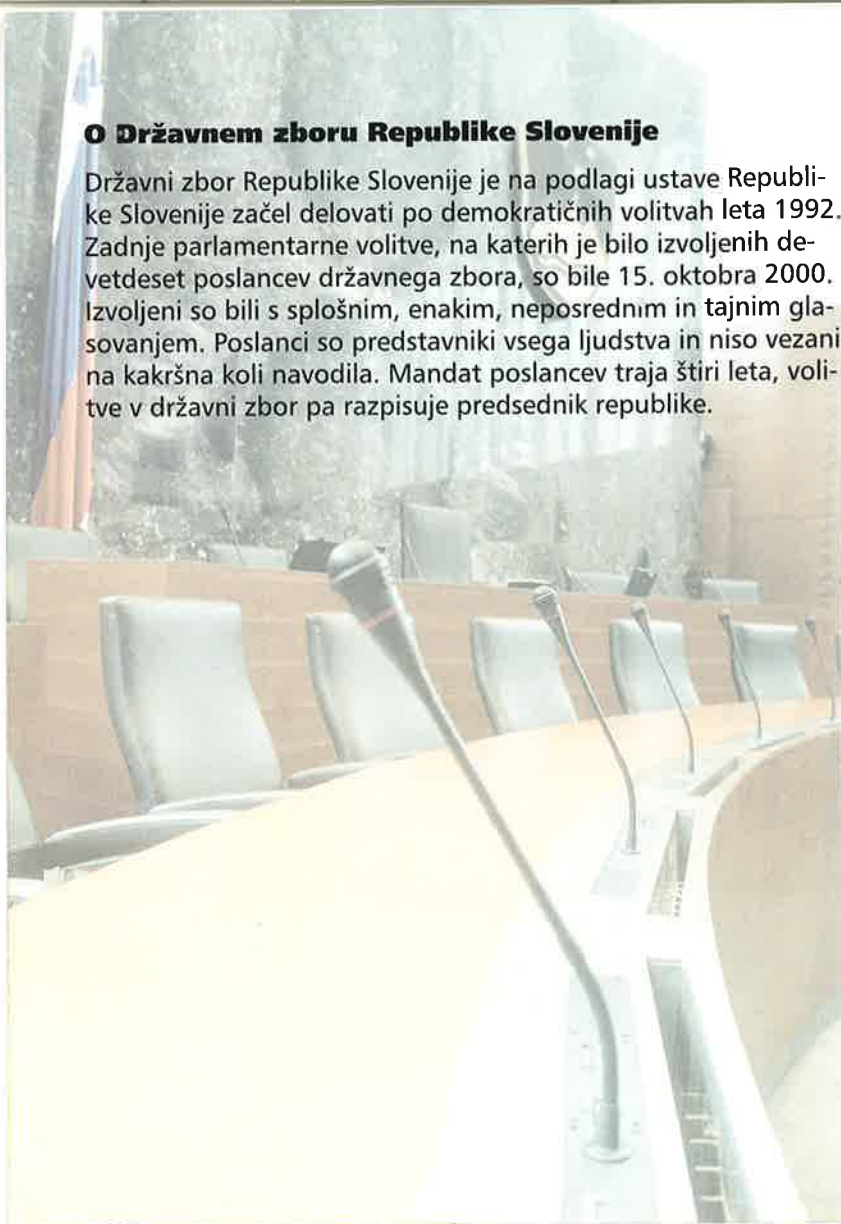 O Državnem zboru Republike Slovenije
Državni zbor Republike Slovenije je na podlagi ustave Republi-
ke Slovenije začel delovati po demokratičnih volitvah leta 1992.
Zadnje parlamentarne volitve, na katerih je bilo izvoljenih de-
vetdeset poslancev državnega zbora, so bile 15. oktobra 2000.
Izvoljeni so bili s splošnim, enakim, neposrednim in tajnim gla-
sovanjem. Poslanci so predstavniki vsega ljudstva in niso vezani
na kakršna koli navodila. Mandat poslancev traja štiri leta, voli-
tve v državni zbor pa razpisuje predsednik republike.